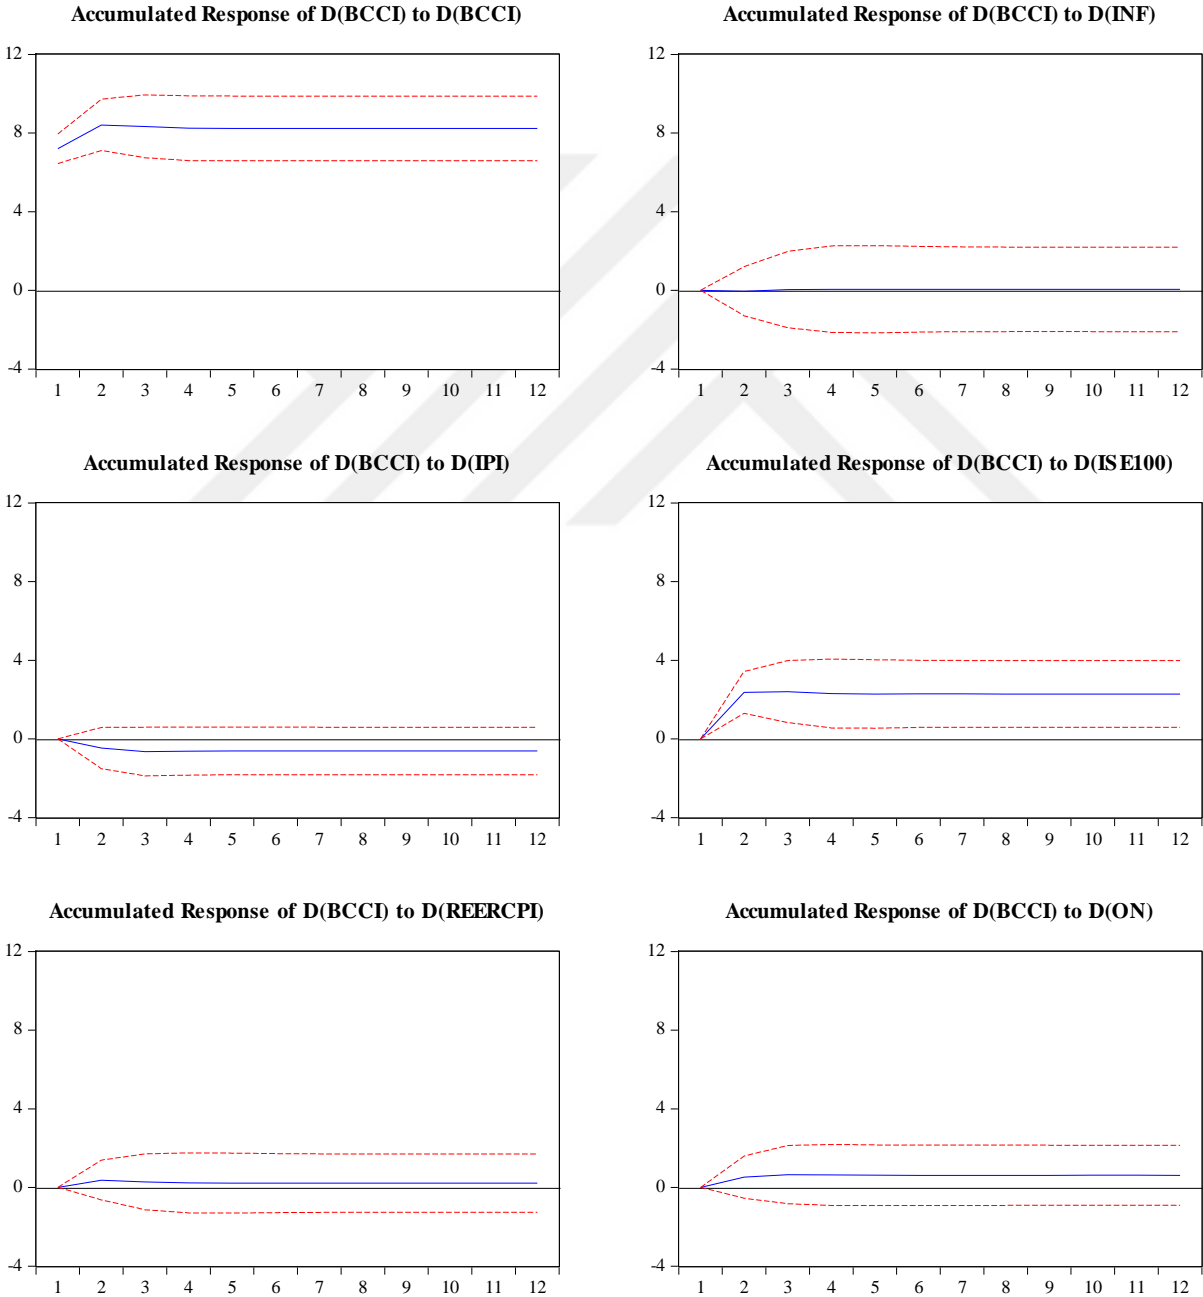 Accumulated Response of D(BCCI) to D(BCCI)
12
8
4
0
-4
1 2 3 4 5 6 7 8 9 10 11 12
Accumulated Response of D(BCCI) to D(INF)
12
8
4
0
-4
1 2 3 4 5 6 7 8 9 10 11 12
Accumulated Response of D(BCCI) to D(IPI)
12
8
4
0
-4
1 2 3 4 5 6 7 8 9 10 11 12
Accumulated Response of D(BCCI) to D(ISE100)
12
8
4
0
-4
1 2 3 4 5 6 7 8 9 10 11 12
Accumulated Response of D(BCCI) to D(REERCPI)
12
8
4
0
-4
1 2 3 4 5 6 7 8 9 10 11 12
Accumulated Response of D(BCCI) to D(ON)
12
8
4
0
-4
1 2 3 4 5 6 7 8 9 10 11 12